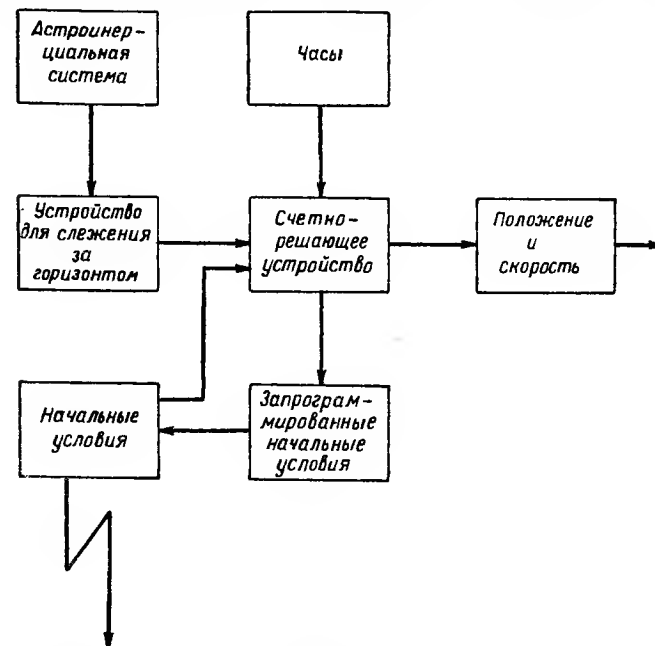 Астроинер-
циальная
система
Часы
Устройство
для слежения
за
горизонтом
Счетно-
решающее
устройство
Положение
и
скорость
Начальные
условия
Запрограм-
мированные
начальные
условия